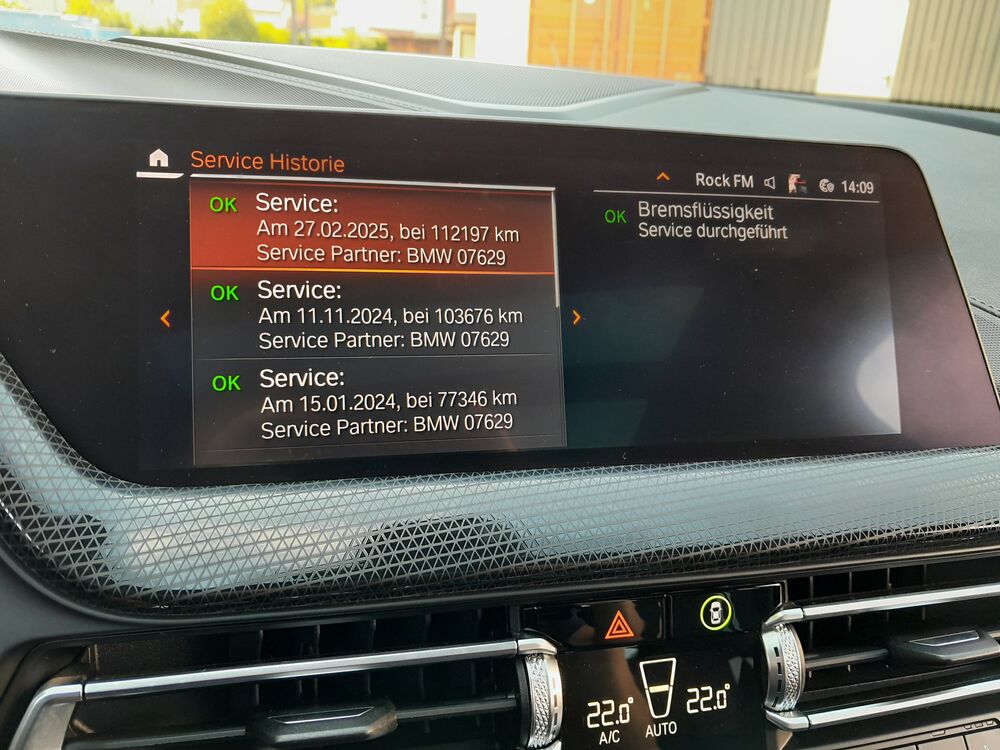 Service Historie
Rock FM
14:09
OK Service:
Am 27.02.2025, bei 112197 km
Service Partner: BMW 07629
OK Service:
Am 11.11.2024, bei 103676 km
Service Partner: BMW 07629
OK Service:
Am 15.01.2024, bei 77346 km
Service Partner: BMW 07629
OK Bremsflüssigkeit
Service durchgeführt
22.0°
A/C
AUTO
22.0°